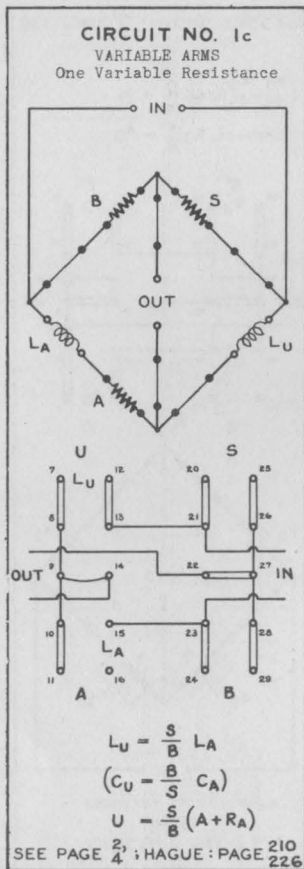 CIRCUIT NO. 1c
VARIABLE ARMS
One Variable Resistance
IN
B S
OUT
LA LU
A
U S
7 12 20 25
LU
8 13 21 26
OUT 9 14 22 27 IN
10 15 23 28
LA
11 16 24 29
A B
LU = S/B LA
(CU = B/S CA)
U = S/B (A+RA)
SEE PAGE 2, 4 ; HAGUE : PAGE 210 226